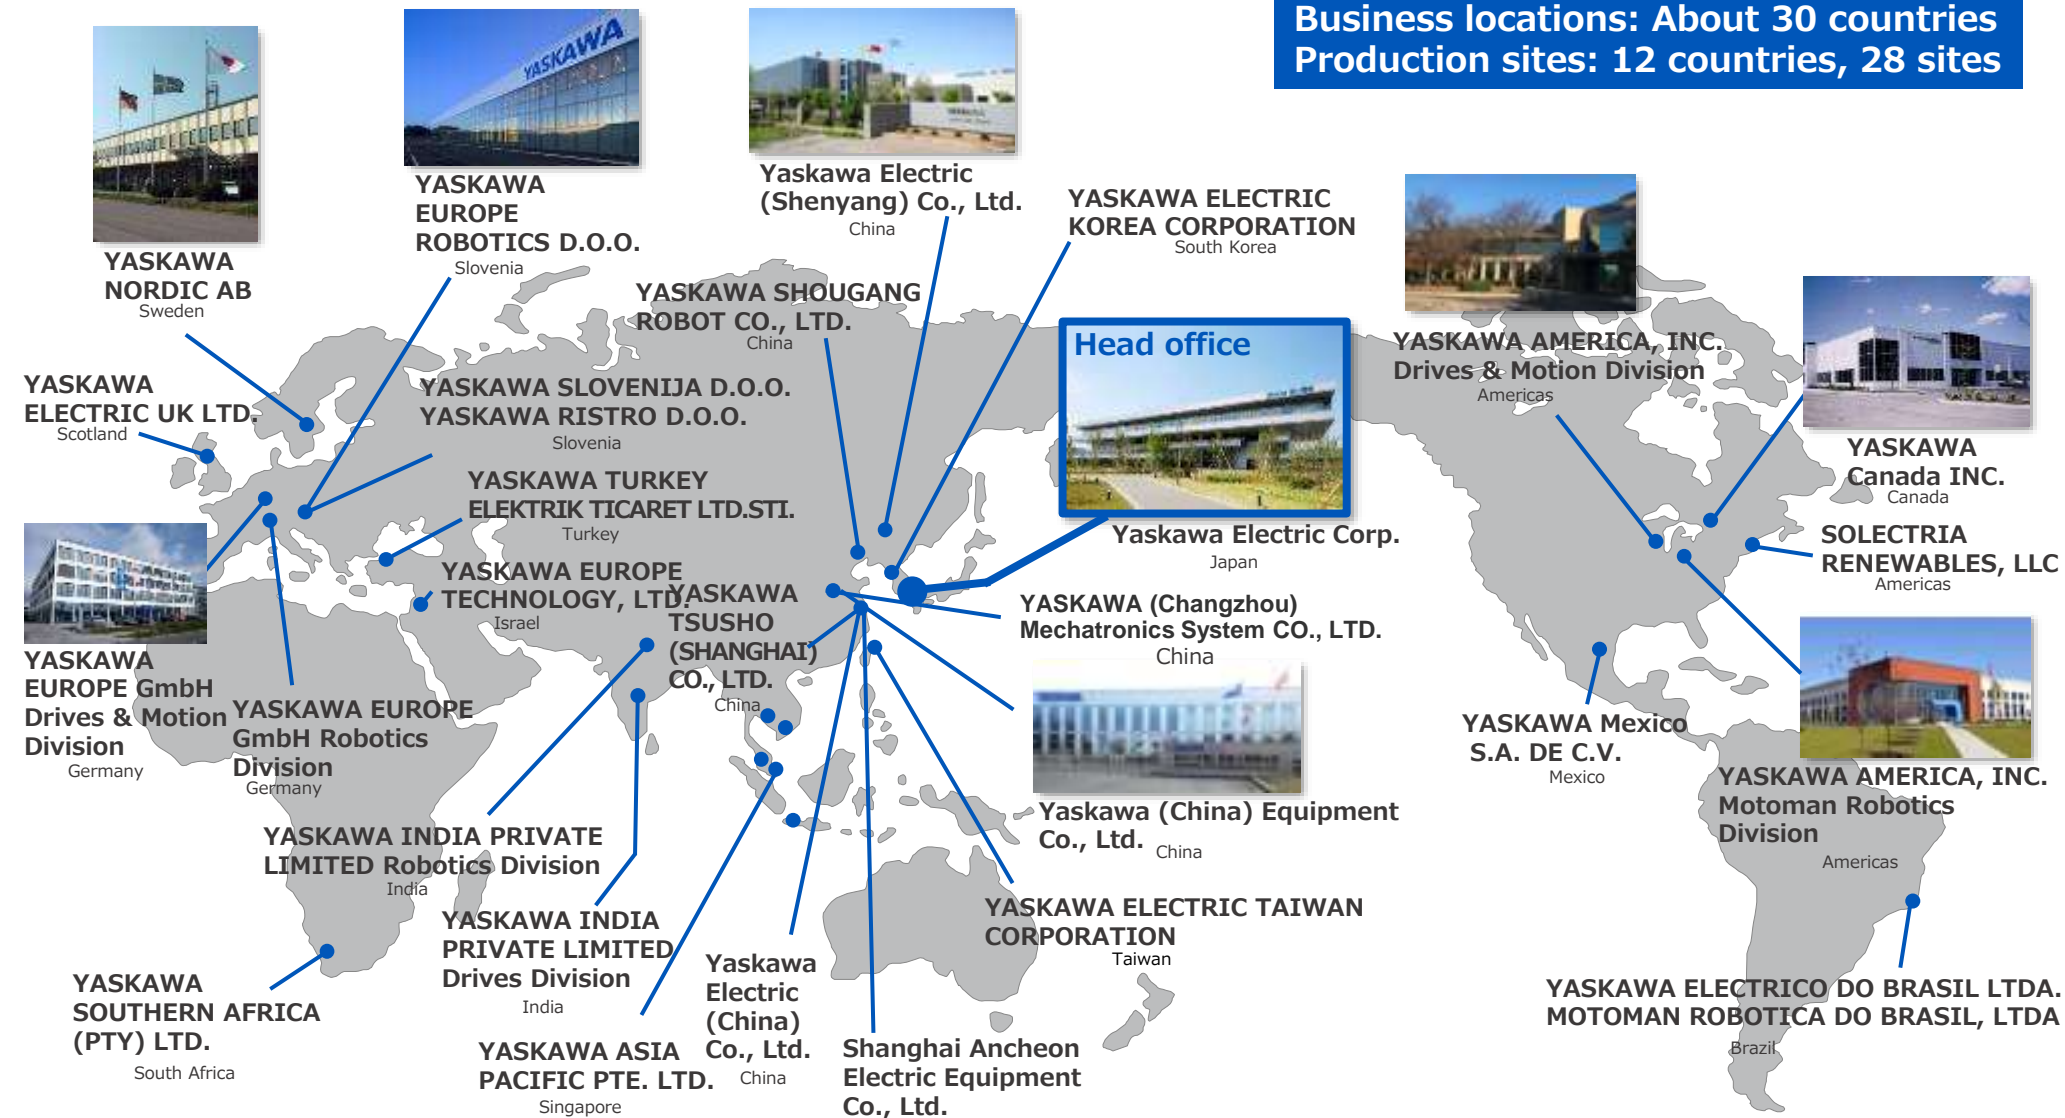 Business locations: About 30 countries
Production sites: 12 countries, 28 sites
YASKAWA
YASKAWA
NORDIC AB
Sweden
YASKAWA
EUROPE
ROBOTICS D.O.O.
Slovenia
Yaskawa Electric
(Shenyang) Co., Ltd.
China
YASKAWA ELECTRIC
KOREA CORPORATION
South Korea
YASKAWA SHOUGANG
ROBOT CO., LTD.
China
Head office
Yaskawa Electric Corp.
Japan
YASKAWA AMERICA, INC.
Drives & Motion Division
Americas
YASKAWA
Canada INC.
Canada
SOLECTRIA
RENEWABLES, LLC
Americas
YASKAWA
ELECTRIC UK LTD.
Scotland
YASKAWA SLOVENIJA D.O.O.
YASKAWA RISTRO D.O.O.
Slovenia
YASKAWA TURKEY
ELEKTRIK TICARET LTD.STI.
Turkey
YASKAWA EUROPE
TECHNOLOGY, LTD.
Israel
YASKAWA
TSUSHO
(SHANGHAI)
CO., LTD.
China
YASKAWA (Changzhou)
Mechatronics System CO., LTD.
China
YASKAWA
EUROPE GmbH
Drives & Motion
Division
Germany
YASKAWA EUROPE
GmbH Robotics
Division
Germany
YASKAWA Mexico
S.A. DE C.V.
Mexico
YASKAWA AMERICA, INC.
Motoman Robotics
Division
Americas
Yaskawa (China) Equipment
Co., Ltd.
China
YASKAWA INDIA PRIVATE
LIMITED Robotics Division
India
YASKAWA INDIA
PRIVATE LIMITED
Drives Division
India
YASKAWA ELECTRIC TAIWAN
CORPORATION
Taiwan
YASKAWA
SOUTHERN AFRICA
(PTY) LTD.
South Africa
YASKAWA ASIA
PACIFIC PTE. LTD.
Singapore
Yaskawa
Electric
(China)
Co., Ltd.
China
Shanghai Ancheon
Electric Equipment
Co., Ltd.
YASKAWA ELECTRICO DO BRASIL LTDA.
MOTOMAN ROBOTICA DO BRASIL, LTDA
Brazil